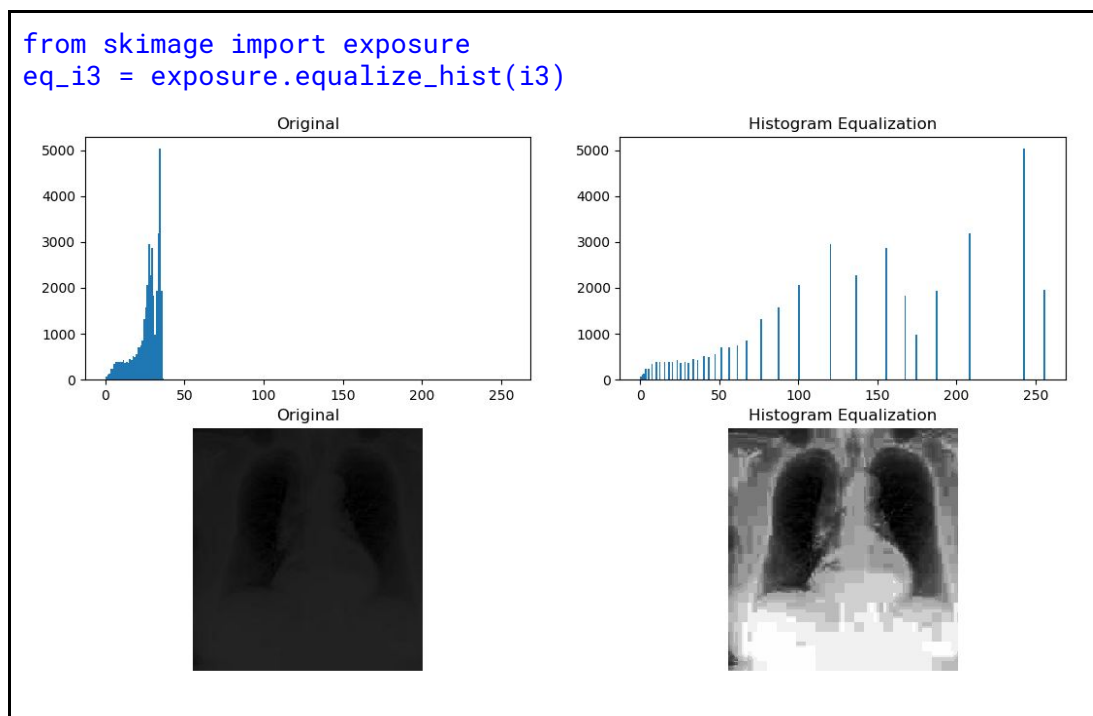 from skimage import exposure
eq_i3 = exposure.equalize_hist(i3)
Original
5000
4000
3000
2000
1000
0
0 50 100 150 200 250
Histogram Equalization
5000
4000
3000
2000
1000
0
0 50 100 150 200 250
Original
Histogram Equalization